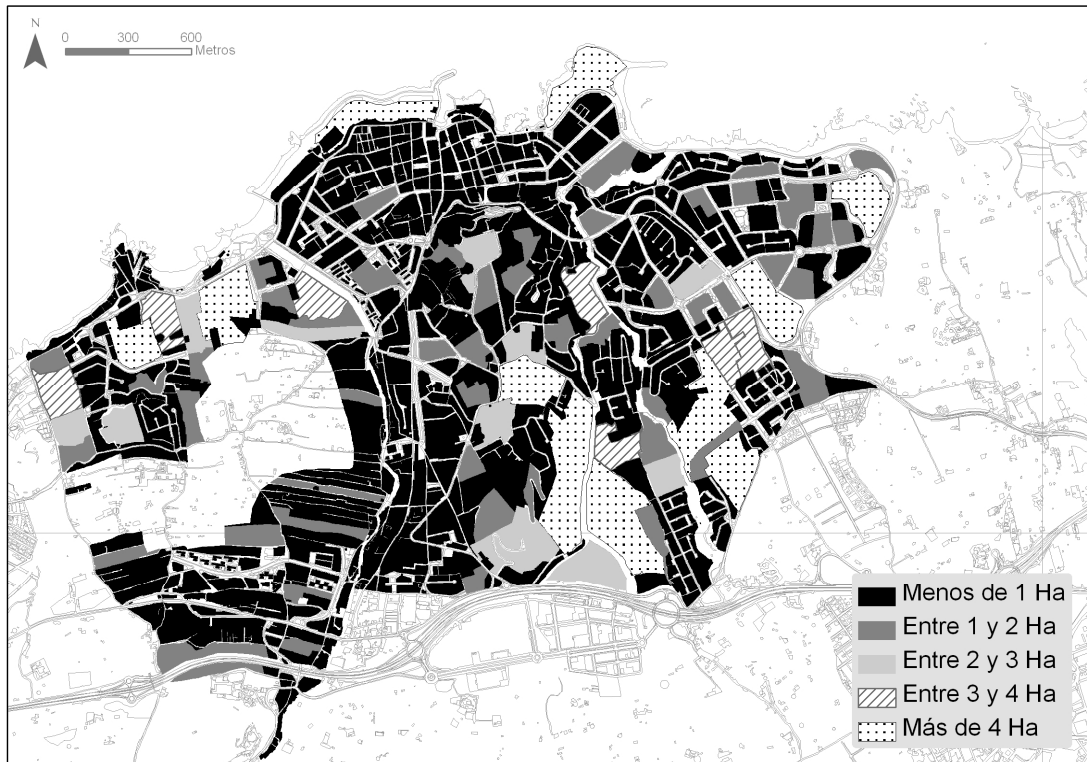 N
0 300 600
Metros
Menos de 1 Ha
Entre 1 y 2 Ha
Entre 2 y 3 Ha
Entre 3 y 4 Ha
Más de 4 Ha